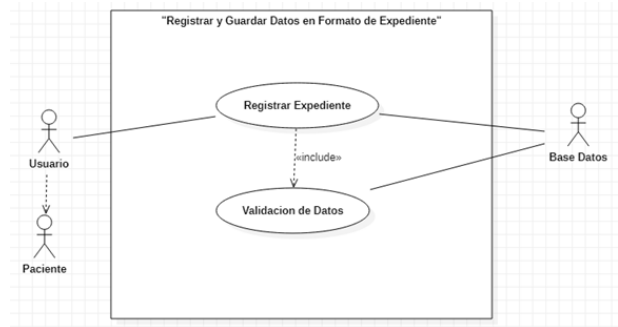 "Registrar y Guardar Datos en Formato de Expediente"
Registrar Expediente
Usuario
«include»
Base Datos
Validacion de Datos
Paciente